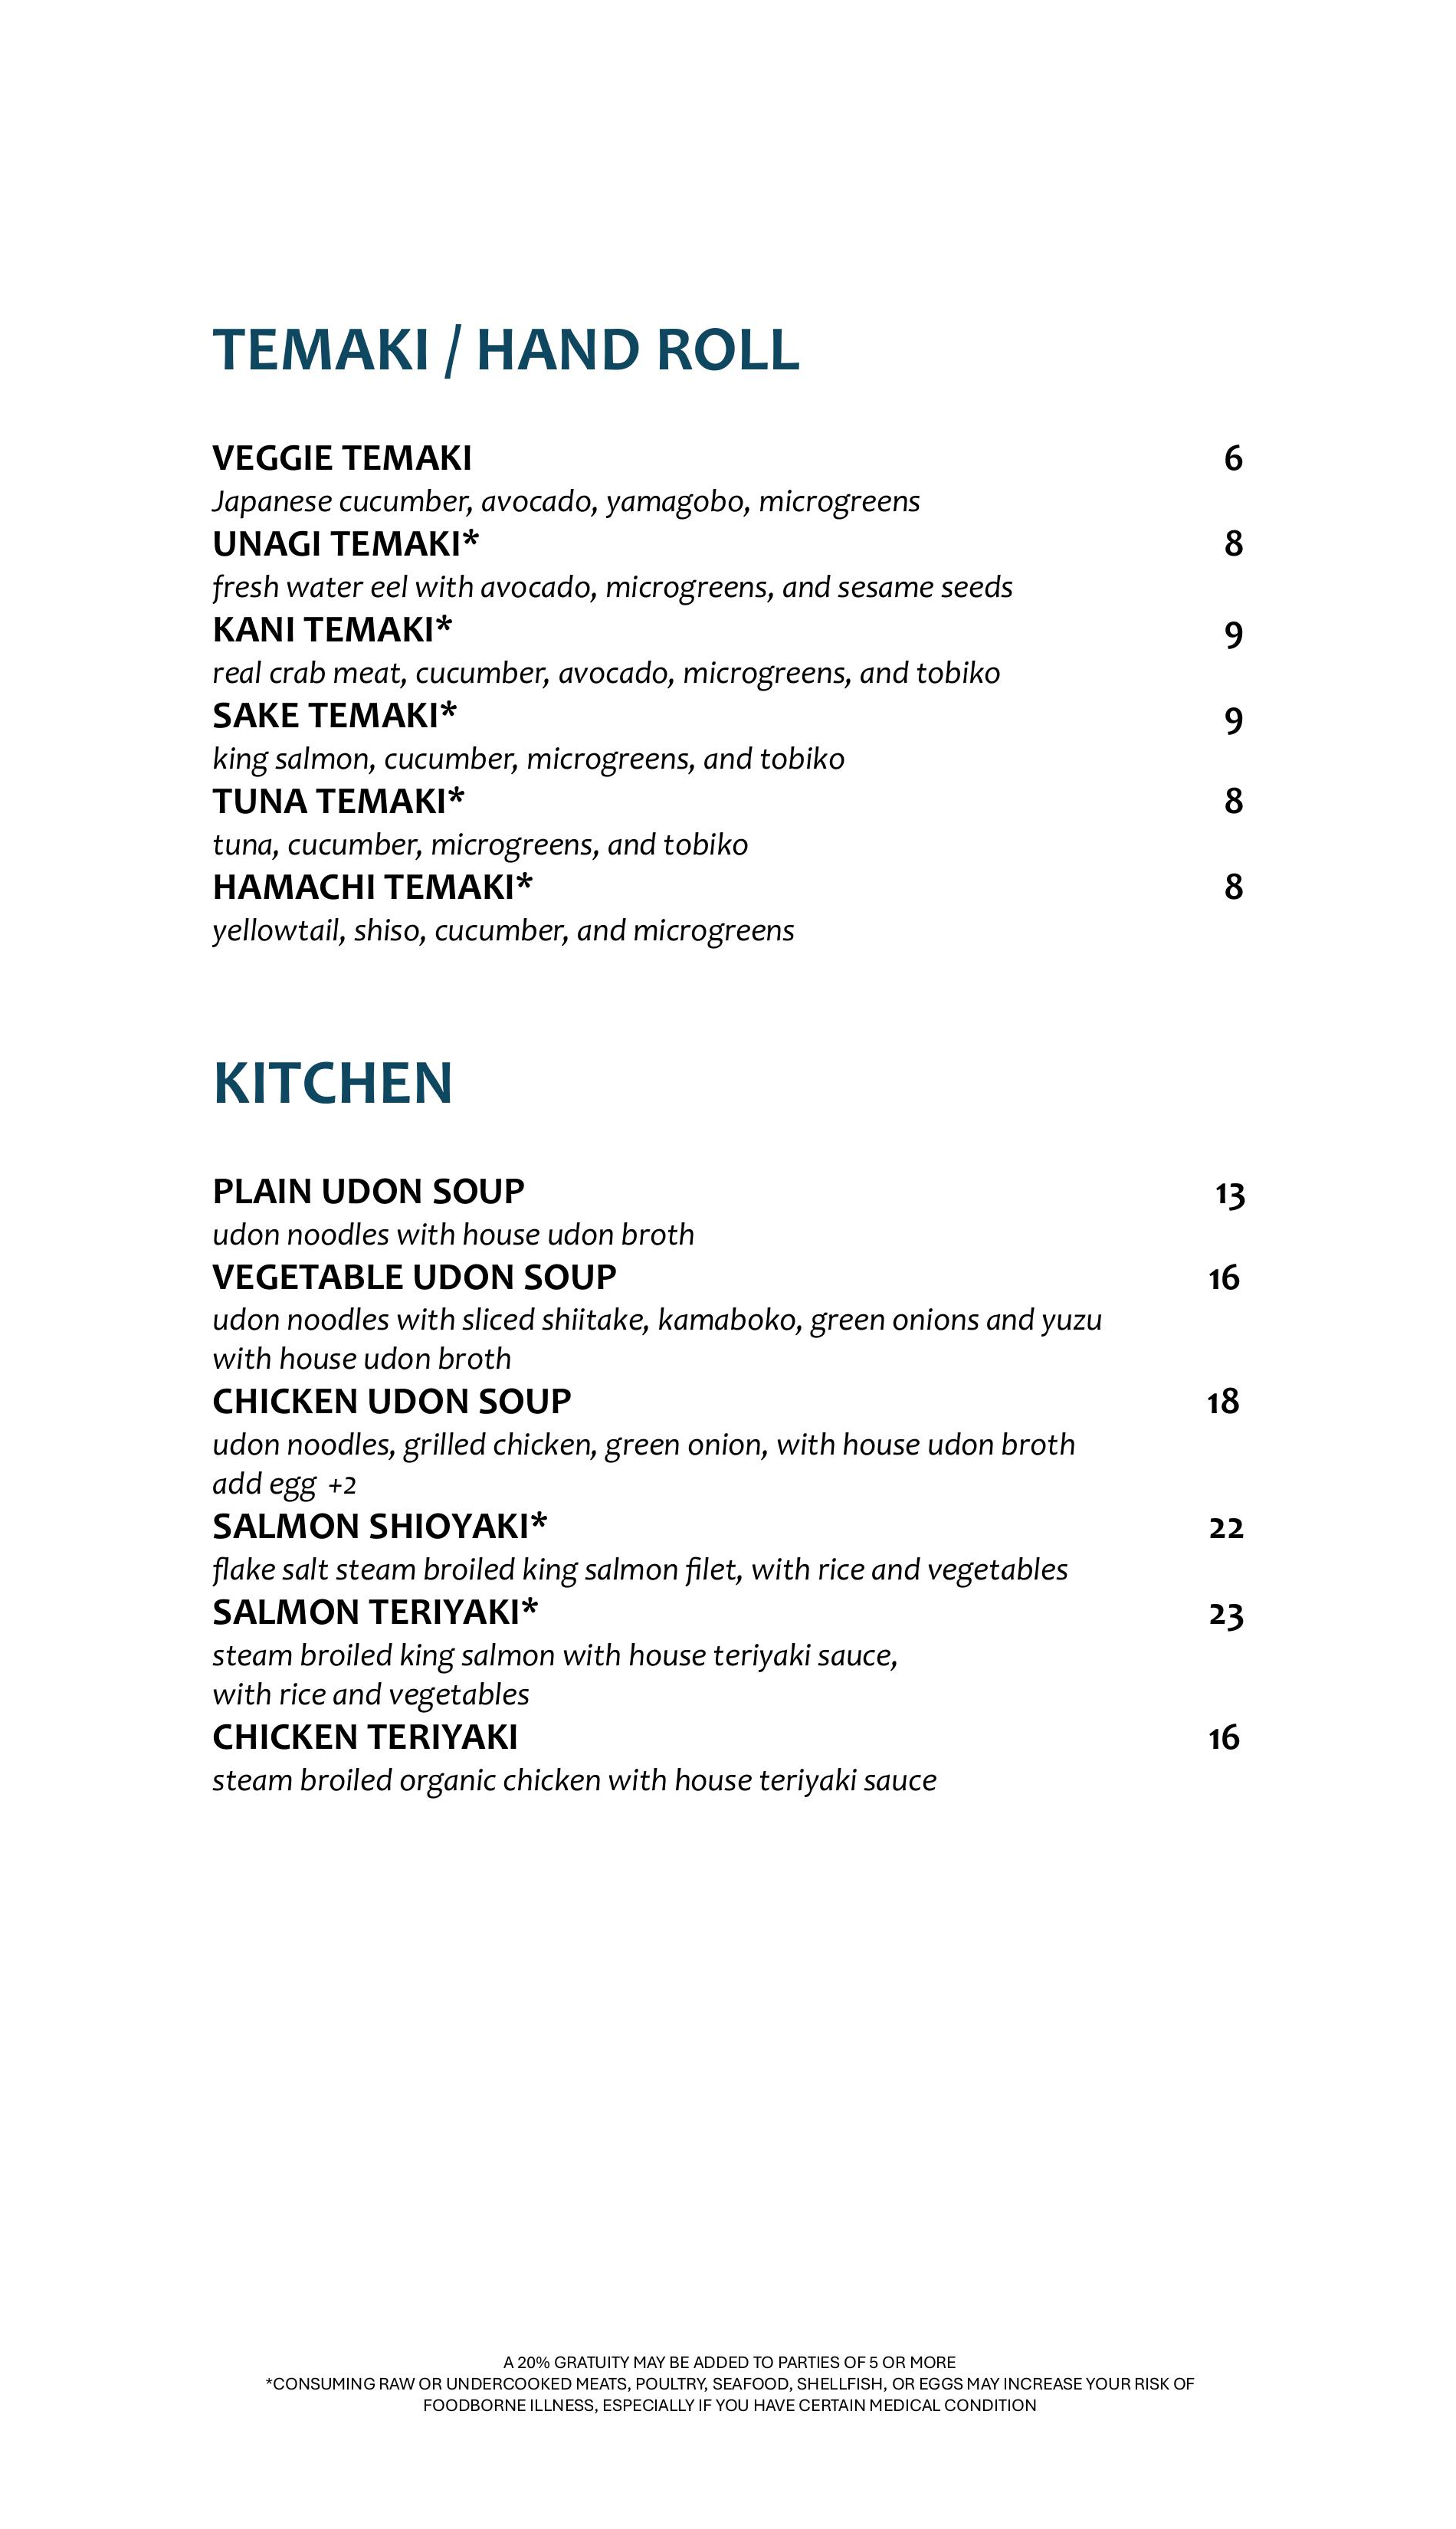 TEMAKI / HAND ROLL
VEGGIE TEMAKI 6
Japanese cucumber, avocado, yamagobo, microgreens
UNAGI TEMAKI* 8
fresh water eel with avocado, microgreens, and sesame seeds
KANI TEMAKI* 9
real crab meat, cucumber, avocado, microgreens, and tobiko
SAKE TEMAKI* 9
king salmon, cucumber, microgreens, and tobiko
TUNA TEMAKI* 8
tuna, cucumber, microgreens, and tobiko
HAMACHI TEMAKI* 8
yellowtail, shiso, cucumber, and microgreens
KITCHEN
PLAIN UDON SOUP 13
udon noodles with house udon broth
VEGETABLE UDON SOUP 16
udon noodles with sliced shiitake, kamaboko, green onions and yuzu
with house udon broth
CHICKEN UDON SOUP 18
udon noodles, grilled chicken, green onion, with house udon broth
add egg +2
SALMON SHIOYAKI* 22
flake salt steam broiled king salmon filet, with rice and vegetables
SALMON TERIYAKI* 23
steam broiled king salmon with house teriyaki sauce,
with rice and vegetables
CHICKEN TERIYAKI 16
steam broiled organic chicken with house teriyaki sauce
A 20% GRATUITY MAY BE ADDED TO PARTIES OF 5 OR MORE
*CONSUMING RAW OR UNDERCOOKED MEATS, POULTRY, SEAFOOD, SHELLFISH, OR EGGS MAY INCREASE YOUR RISK OF
FOODBORNE ILLNESS, ESPECIALLY IF YOU HAVE CERTAIN MEDICAL CONDITION